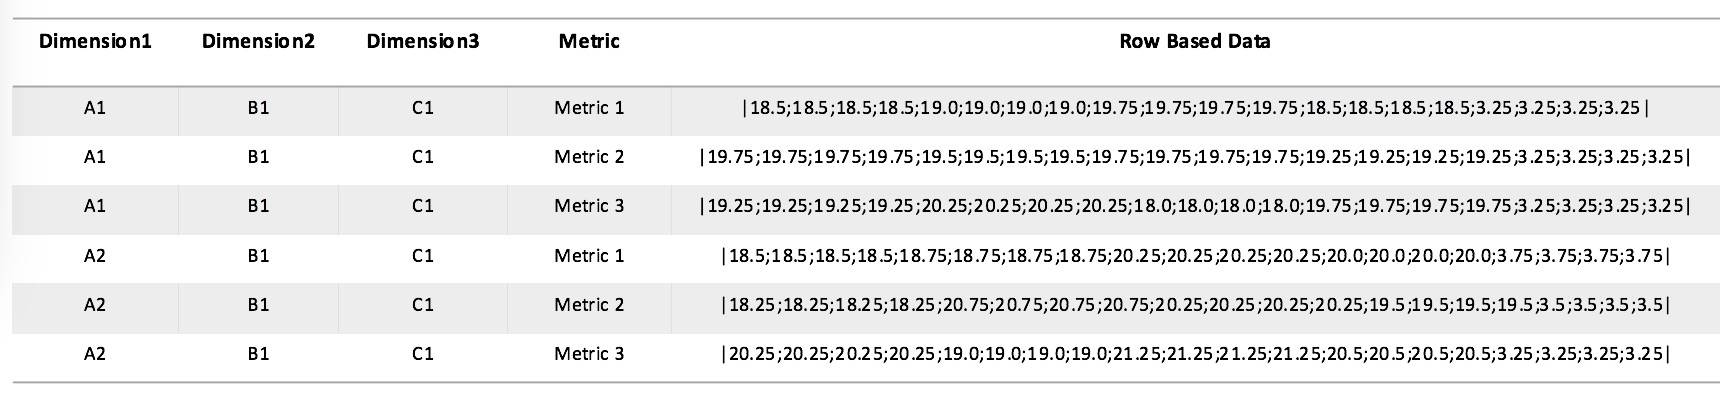 Dimension1 Dimension2 Dimension3 Metric Row Based Data
A1 B1 C1 Metric 1 |18.5;18.5;18.5;18.5;19.0;19.0;19.0;19.0;19.75;19.75;19.75;19.75;18.5;18.5;18.5;18.5;3.25;3.25;3.25;3.25|
A1 B1 C1 Metric 2 |19.75;19.75;19.75;19.75;19.5;19.5;19.5;19.5;19.75;19.75;19.75;19.75;19.25;19.25;19.25;19.25;3.25;3.25;3.25;3.25|
A1 B1 C1 Metric 3 |19.25;19.25;19.25;19.25;20.25;20.25;20.25;20.25;18.0;18.0;18.0;18.0;19.75;19.75;19.75;19.75;3.25;3.25;3.25;3.25|
A2 B1 C1 Metric 1 |18.5;18.5;18.5;18.5;18.75;18.75;18.75;18.75;20.25;20.25;20.25;20.25;20.0;20.0;20.0;20.0;3.75;3.75;3.75;3.75|
A2 B1 C1 Metric 2 |18.25;18.25;18.25;18.25;20.75;20.75;20.75;20.75;20.25;20.25;20.25;20.25;19.5;19.5;19.5;19.5;3.5;3.5;3.5;3.5|
A2 B1 C1 Metric 3 |20.25;20.25;20.25;20.25;19.0;19.0;19.0;19.0;21.25;21.25;21.25;21.25;20.5;20.5;20.5;20.5;3.25;3.25;3.25;3.25|